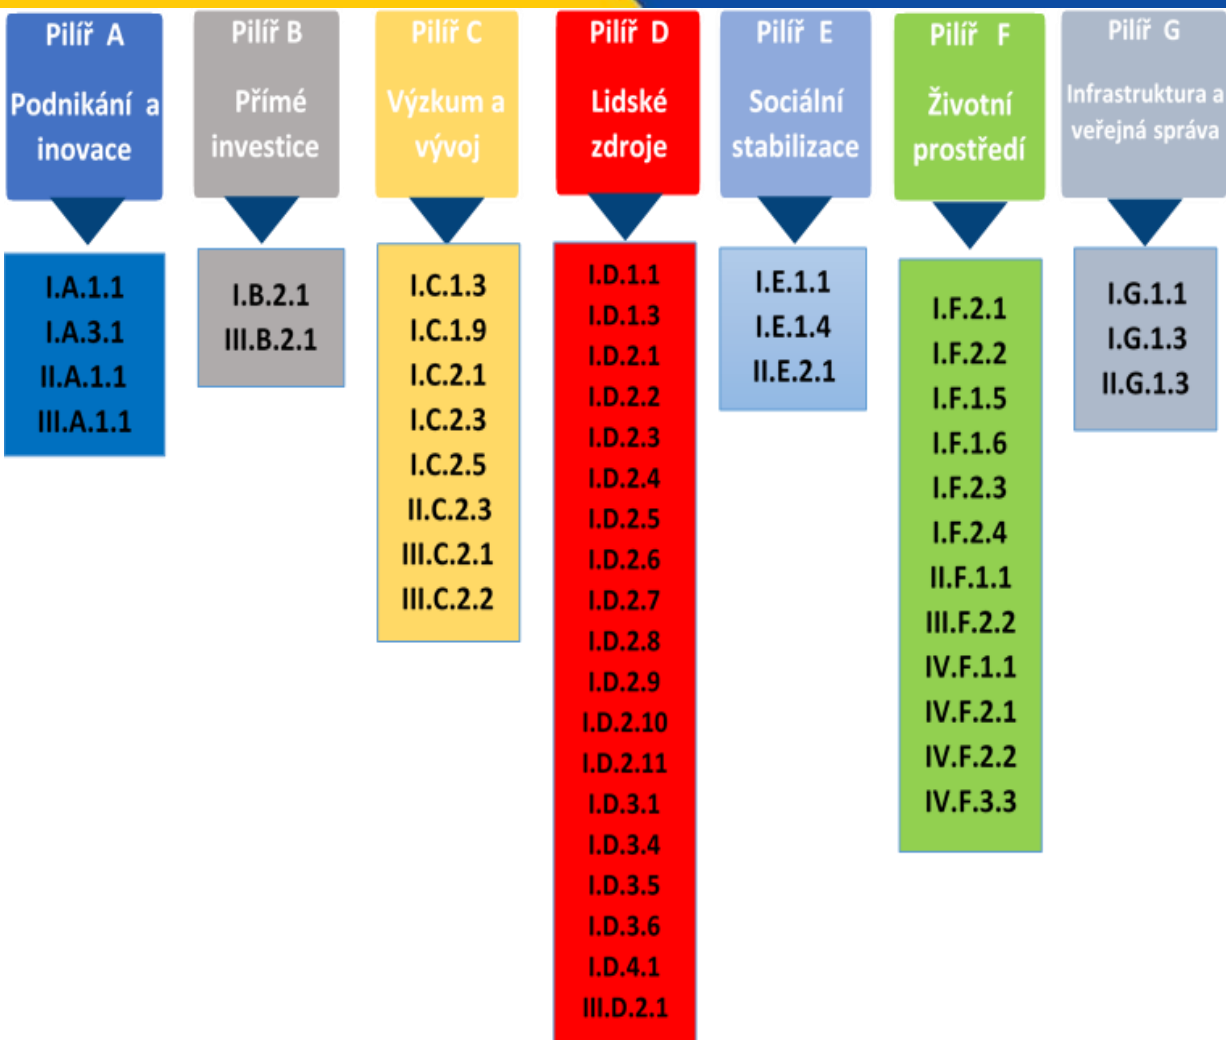 Pilíř A
Podnikání a
inovace
I.A.1.1
I.A.3.1
II.A.1.1
III.A.1.1
Pilíř B
Přímé
investice
I.B.2.1
III.B.2.1
Pilíř C
Výzkum a
vývoj
I.C.1.3
I.C.1.9
I.C.2.1
I.C.2.3
I.C.2.5
II.C.2.3
III.C.2.1
III.C.2.2
Pilíř D
Lidské
zdroje
I.D.1.1
I.D.1.3
I.D.2.1
I.D.2.2
I.D.2.3
I.D.2.4
I.D.2.5
I.D.2.6
I.D.2.7
I.D.2.8
I.D.2.9
I.D.2.10
I.D.2.11
I.D.3.1
I.D.3.4
I.D.3.5
I.D.3.6
I.D.4.1
III.D.2.1
Pilíř E
Sociální
stabilizace
I.E.1.1
I.E.1.4
II.E.2.1
Pilíř F
Životní
prostředí
I.F.2.1
I.F.2.2
I.F.1.5
I.F.1.6
I.F.2.3
I.F.2.4
II.F.1.1
III.F.2.2
IV.F.1.1
IV.F.2.1
IV.F.2.2
IV.F.3.3
Pilíř G
Infrastruktura a
veřejná správa
I.G.1.1
I.G.1.3
II.G.1.3